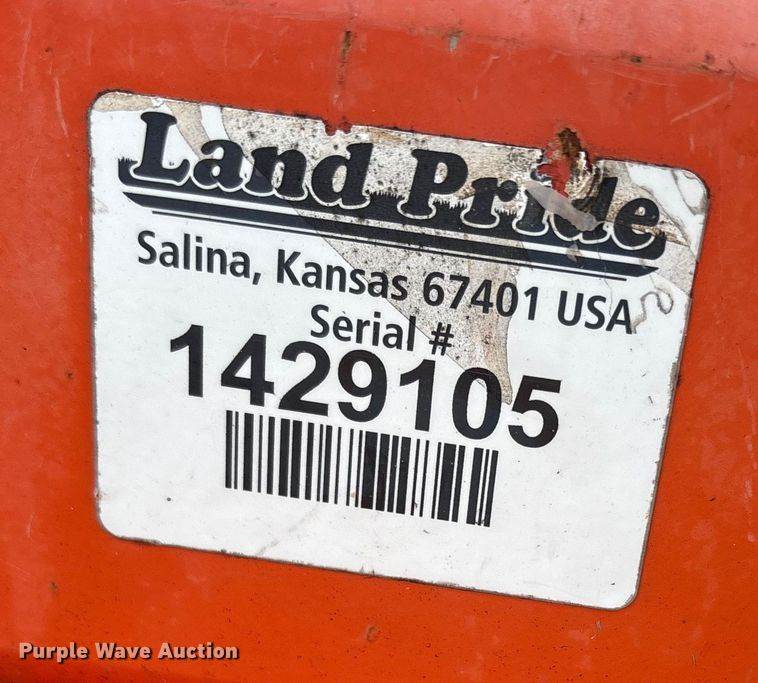 Land Pride
Salina, Kansas 67401 USA
Serial #
1429105
Purple Wave Auction